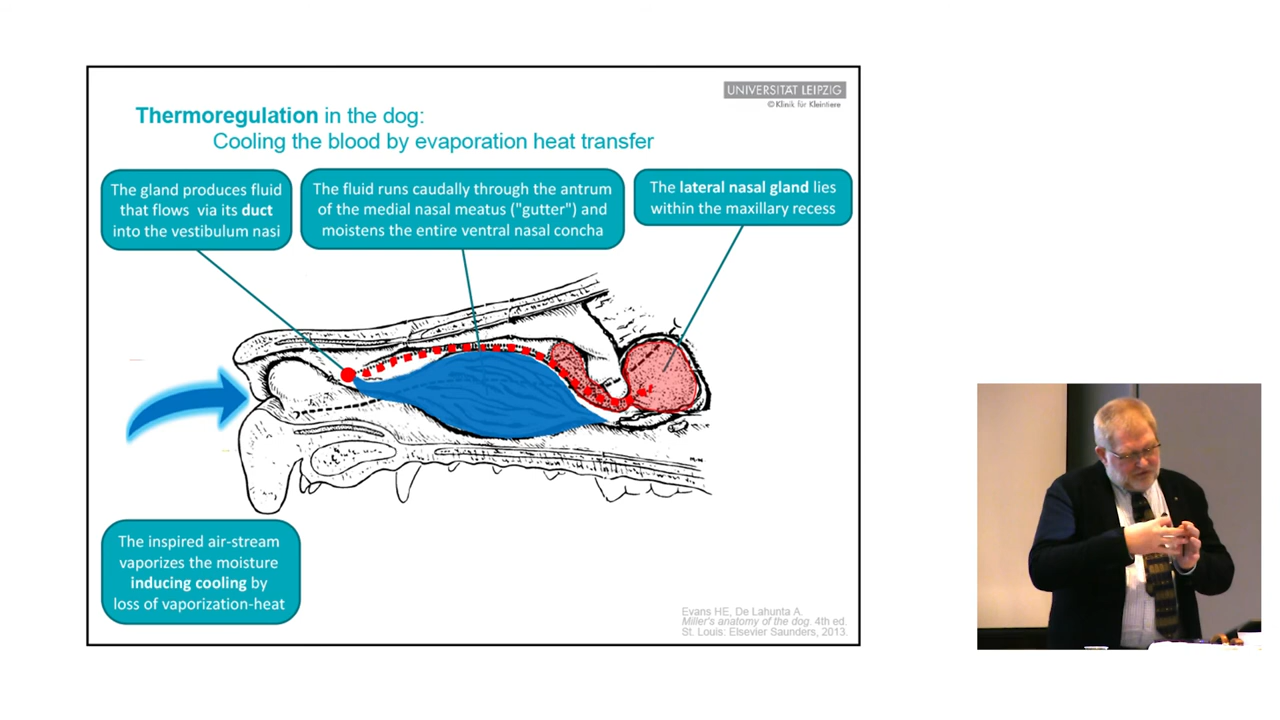 UNIVERSITÄT LEIPZIG
© Klinik für Kleintiere
Thermoregulation in the dog:
Cooling the blood by evaporation heat transfer
The gland produces fluid
that flows via its duct
into the vestibulum nasi
The fluid runs caudally through the antrum
of the medial nasal meatus ("gutter") and
moistens the entire ventral nasal concha
The lateral nasal gland lies
within the maxillary recess
The inspired air-stream
vaporizes the moisture
inducing cooling by
loss of vaporization-heat
Evans HE, De Lahunta A.
Miller's anatomy of the dog. 4th ed.
St. Louis: Elsevier Saunders, 2013.